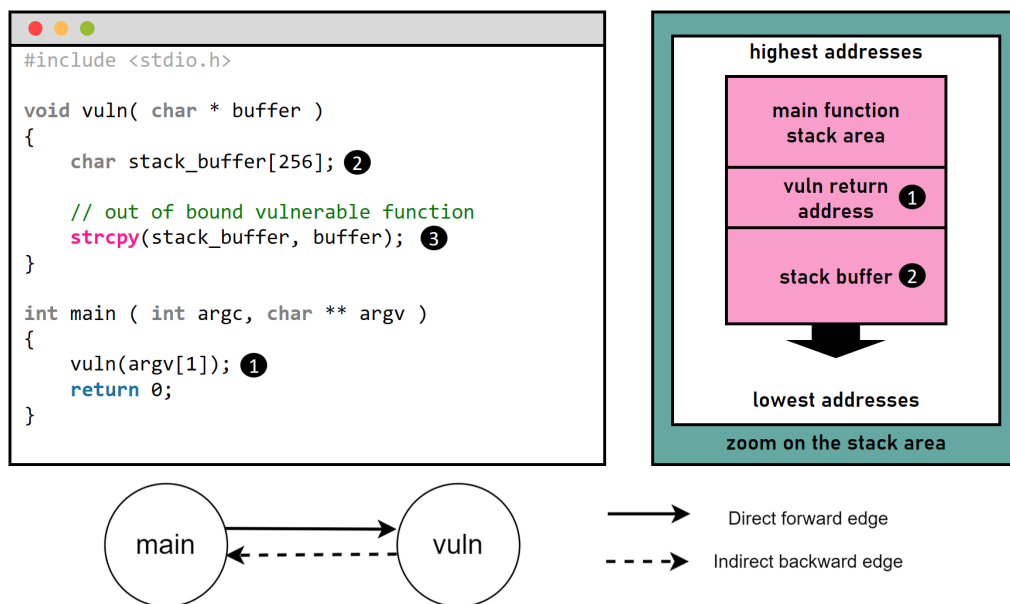 #include <stdio.h>
void vuln( char * buffer )
{
char stack_buffer[256]; 2
// out of bound vulnerable function
strcpy(stack_buffer, buffer); 3
}
int main ( int argc, char ** argv )
{
vuln(argv[1]); 1
return 0;
}
highest addresses
main function
stack area
vuln return
address 1
stack buffer 2
lowest addresses
zoom on the stack area
main
vuln
Direct forward edge
Indirect backward edge